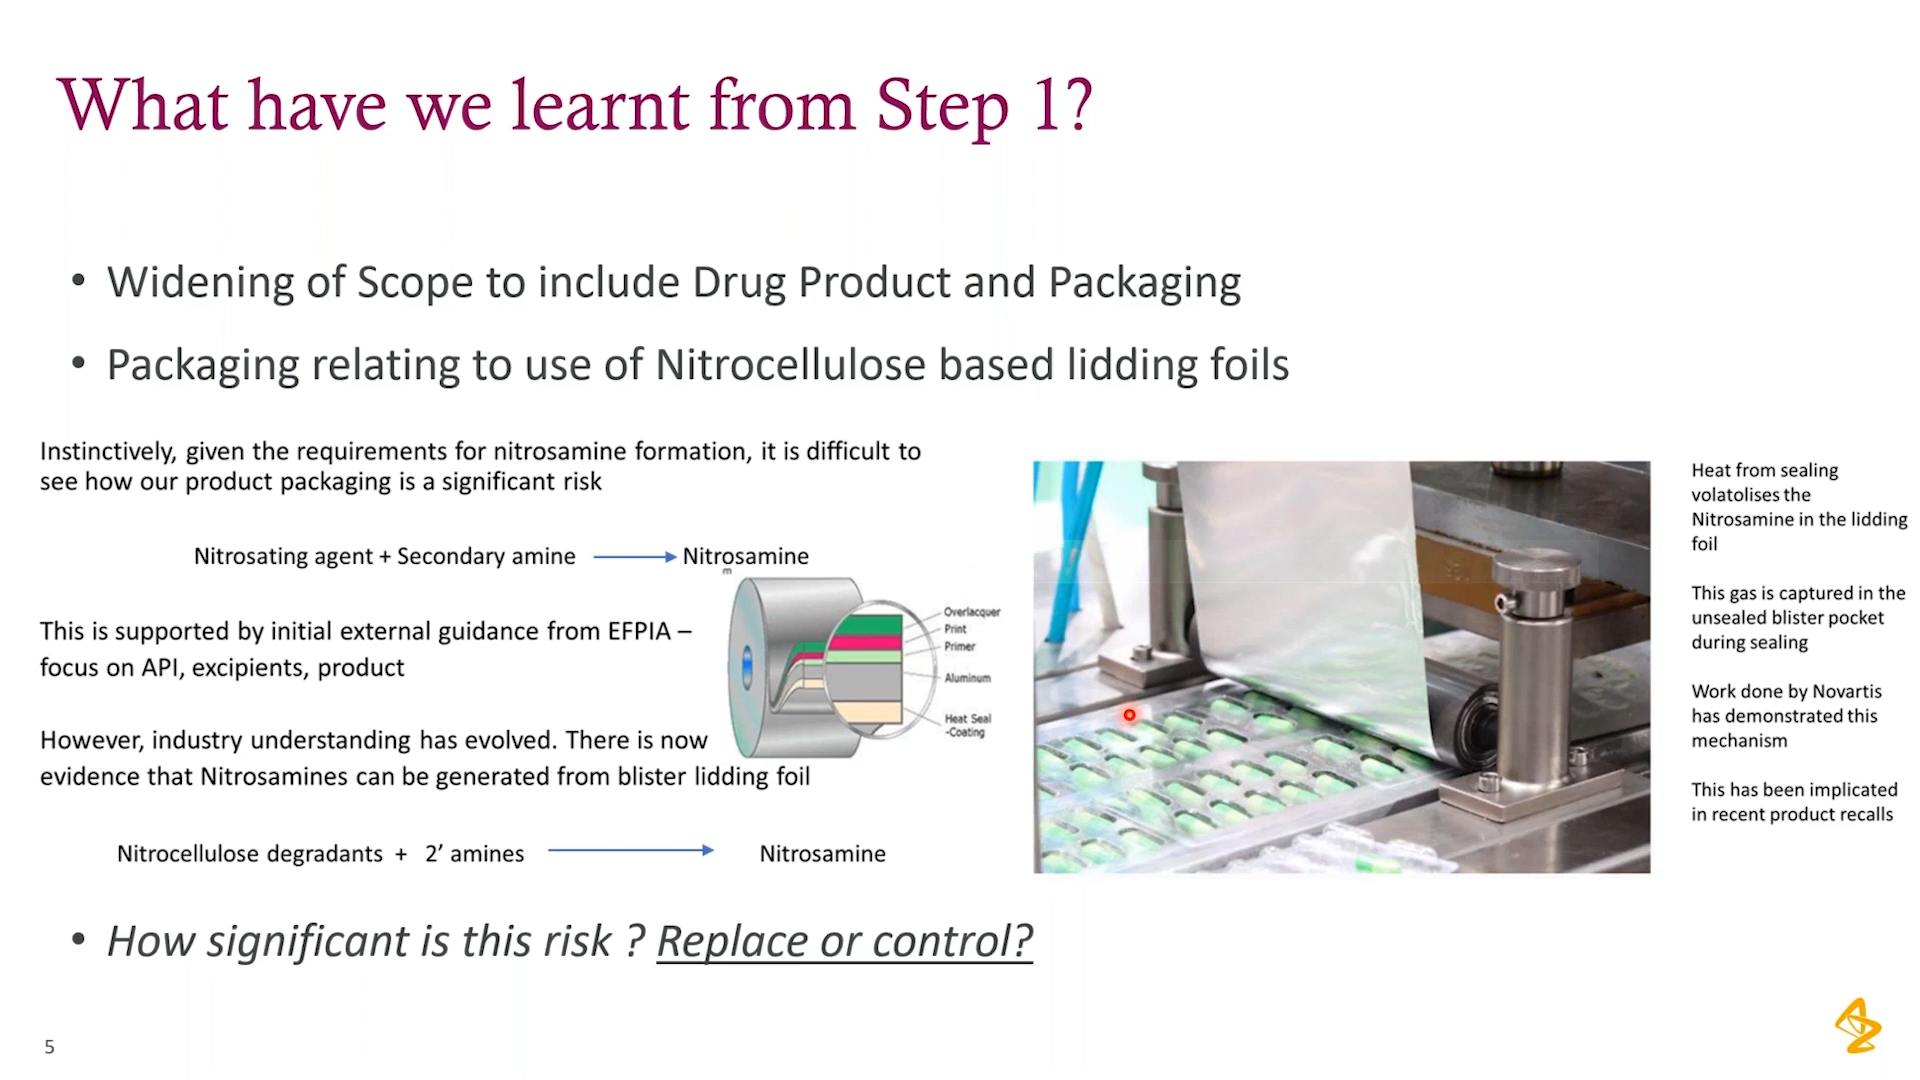 What have we learnt from Step 1?
• Widening of Scope to include Drug Product and Packaging
• Packaging relating to use of Nitrocellulose based lidding foils
Instinctively, given the requirements for nitrosamine formation, it is difficult to
see how our product packaging is a significant risk
Nitrosating agent + Secondary amine
Nitrosamine
m
This is supported by initial external guidance from EFPIA –
focus on API, excipients, product
Overlacquer
Print
Primer
Aluminum
Heat Seal
-Coating
However, industry understanding has evolved. There is now
evidence that Nitrosamines can be generated from blister lidding foil
Nitrocellulose degradants + 2’ amines
Nitrosamine
Heat from sealing
volatolises the
Nitrosamine in the lidding
foil
This gas is captured in the
unsealed blister pocket
during sealing
Work done by Novartis
has demonstrated this
mechanism
This has been implicated
in recent product recalls
• How significant is this risk ? Replace or control?
5